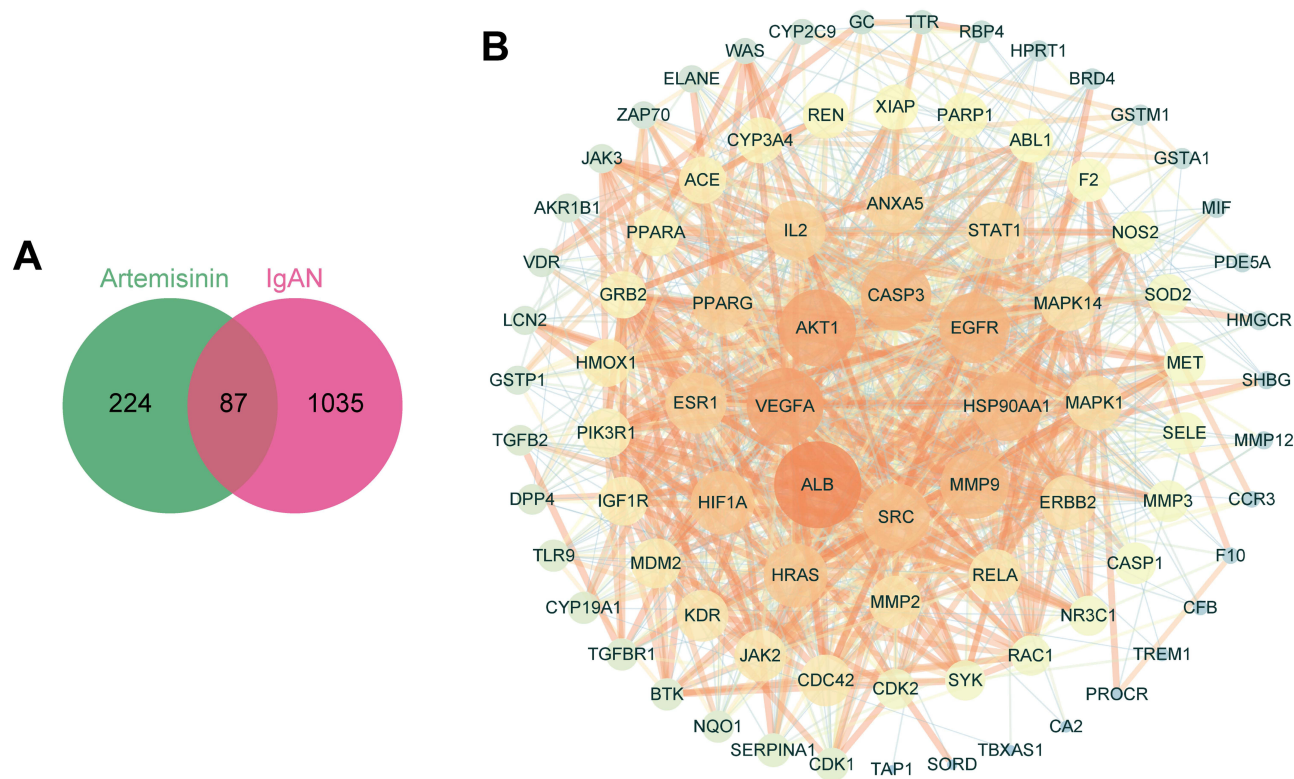 A
Artemisinin IgAN
224 87 1035
B
GC TTR
CYP2C9 RBP4
WAS HPRT1
ELANE BRD4
REN XIAP PARP1
ZAP70 GSTM1
CYP3A4 ABL1
JAK3 GSTA1
ACE F2
AKR1B1 ANXA5 MIF
PPARA IL2 STAT1 NOS2
VDR PDE5A
GRB2 PPARG CASP3 MAPK14 SOD2
LCN2 AKT1 EGFR HMGCR
HMOX1 MET
GSTP1 SHBG
ESR1 VEGFA HSP90AA1 MAPK1
PIK3R1 SELE
TGFB2 MMP12
ALB MMP9
DPP4 IGF1R HIF1A ERBB2 MMP3 CCR3
SRC
TLR9 MDM2 CASP1 F10
HRAS RELA
CYP19A1 KDR MMP2 NR3C1 CFB
TGFBR1 JAK2 RAC1 TREM1
BTK CDC42 CDK2 SYK PROCR
NQO1 CA2
SERPINA1 TBXAS1
CDK1 TAP1 SORD